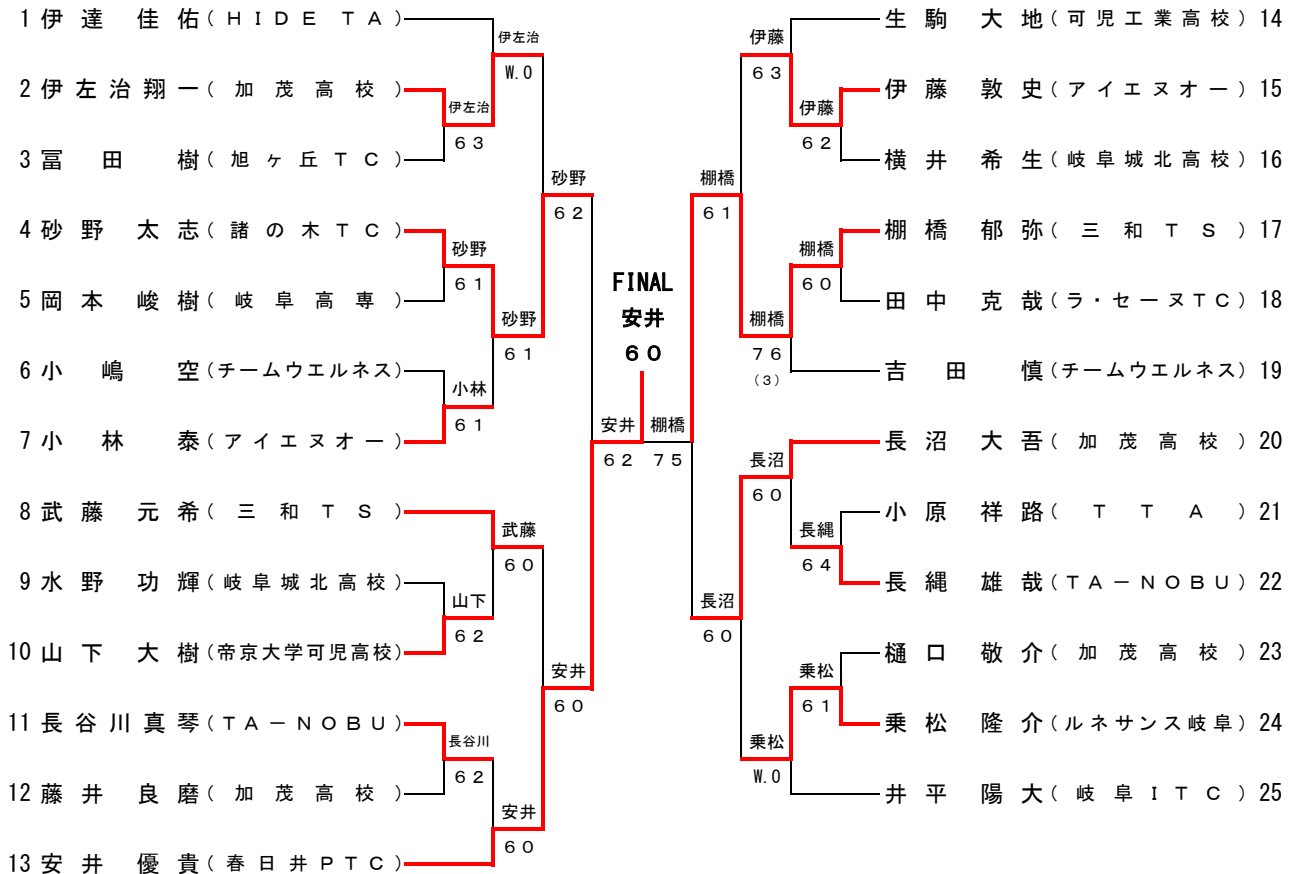 1 伊達 佳佑(HIDE TA)
2 伊左治翔一(加茂高校)
3 冨田 樹(旭ヶ丘TC)
4 砂野 太志(諸の木TC)
5 岡本峻樹(岐阜高専)
6 小嶋 空(チームウエルネス)
7 小林 泰(アイエヌオー)
8 武藤 元希(三和TS)
9 水野 功輝(岐阜城北高校)
10 山下 大樹(帝京大学可児高校)
11 長谷川真琴(TA-NOBU)
12 藤井 良磨(加茂高校)
13 安井 優貴(春日井PTC)
伊左治
63
砂野
61
小林
61
山下
62
長谷川
62
伊左治
W.0
砂野
61
武藤
60
安井
60
砂野
62
安井
60
安井
62
FINAL
安井
60
棚橋
75
棚橋
61
長沼
60
伊藤
63
棚橋
76
(3)
長沼
60
乗松
W.0
伊藤
62
棚橋
60
長縄
64
乗松
61
生駒 大地(可児工業高校) 14
伊藤 敦史(アイエヌオー) 15
横井 希生(岐阜城北高校) 16
棚橋 郁弥(三和TS) 17
田中 克哉(ラ・セーヌTC) 18
吉田 慎(チームウエルネス) 19
長沼 大吾(加茂高校) 20
小原 祥路(TTA) 21
長縄 雄哉(TA-NOBU) 22
樋口 敬介(加茂高校) 23
乗松 隆介(ルネサンス岐阜) 24
井平 陽大(岐阜ITC) 25